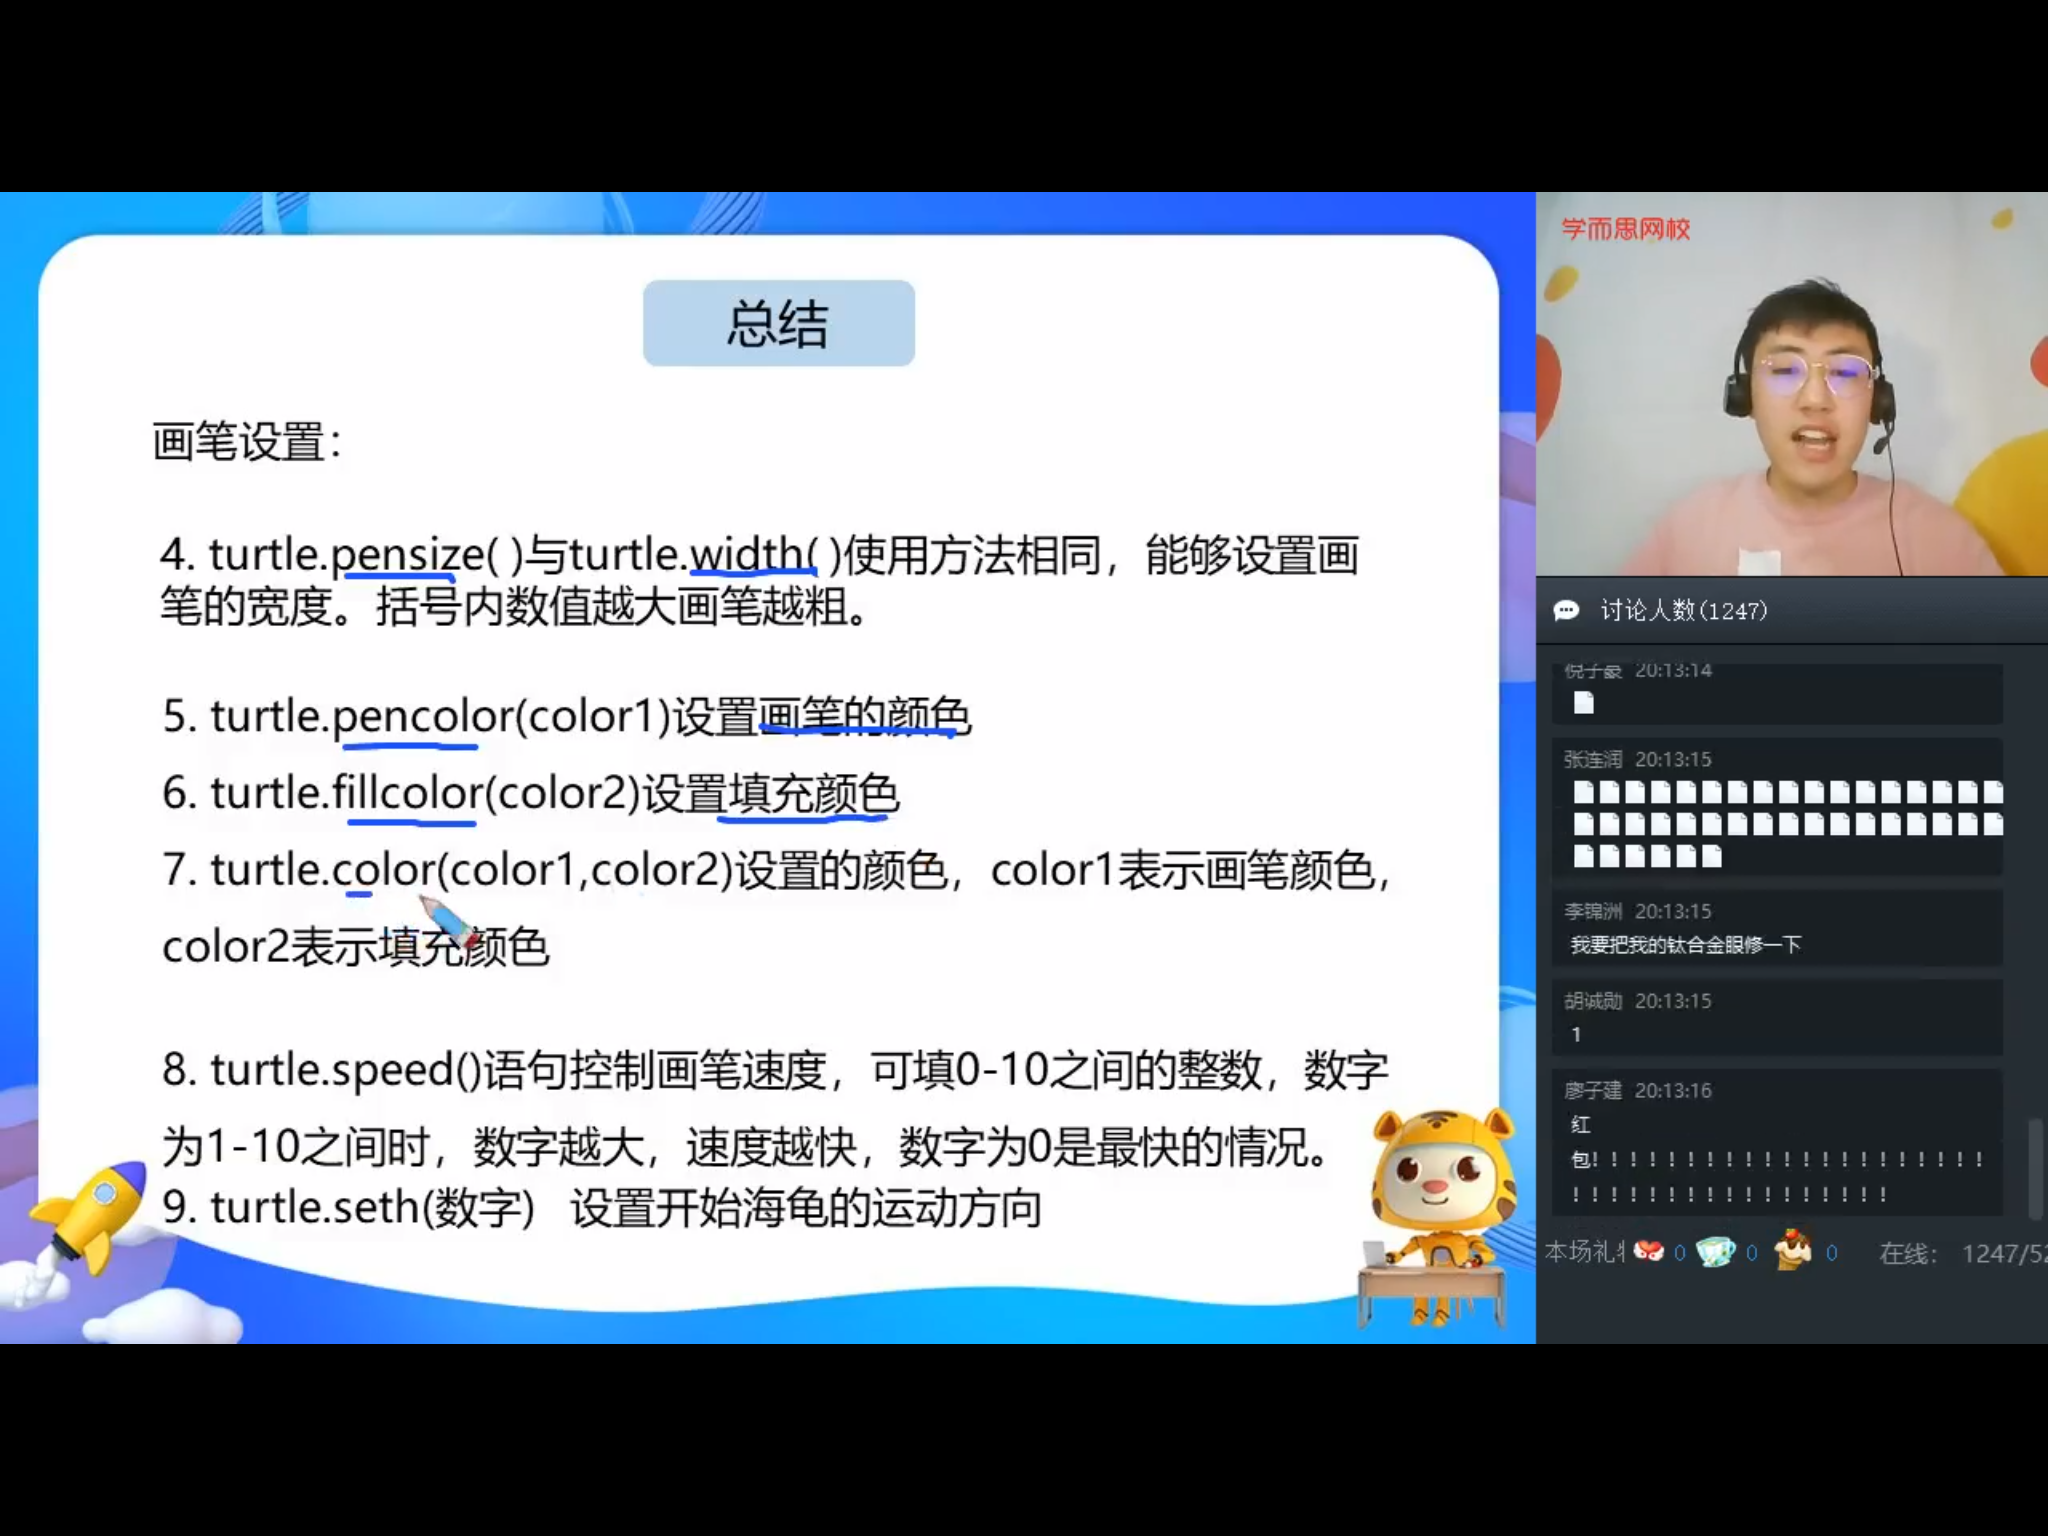 总结
画笔设置：
4. turtle.pensize( )与turtle.width( )使用方法相同，能够设置画
笔的宽度。括号内数值越大画笔越粗。
5. turtle.pencolor(color1)设置画笔的颜色
6. turtle.fillcolor(color2)设置填充颜色
7. turtle.color(color1,color2)设置的颜色，color1表示画笔颜色，
color2表示填充颜色
8. turtle.speed()语句控制画笔速度，可填0-10之间的整数，数字
为1-10之间时，数字越大，速度越快，数字为0是最快的情况。
9. turtle.seth(数字) 设置开始海龟的运动方向
学而思网校
讨论人数(1247)
倪子豪 20:13:14
张连润 20:13:15
李锦洲 20:13:15
我要把我的钛合金眼修一下
胡诚勋 20:13:15
1
廖子建 20:13:16
红
包!!!!!!!!!!!!!!!!!!!!!
!!!!!!!!!!!!!!!!!
本场礼 0 0 0 在线： 1247/52